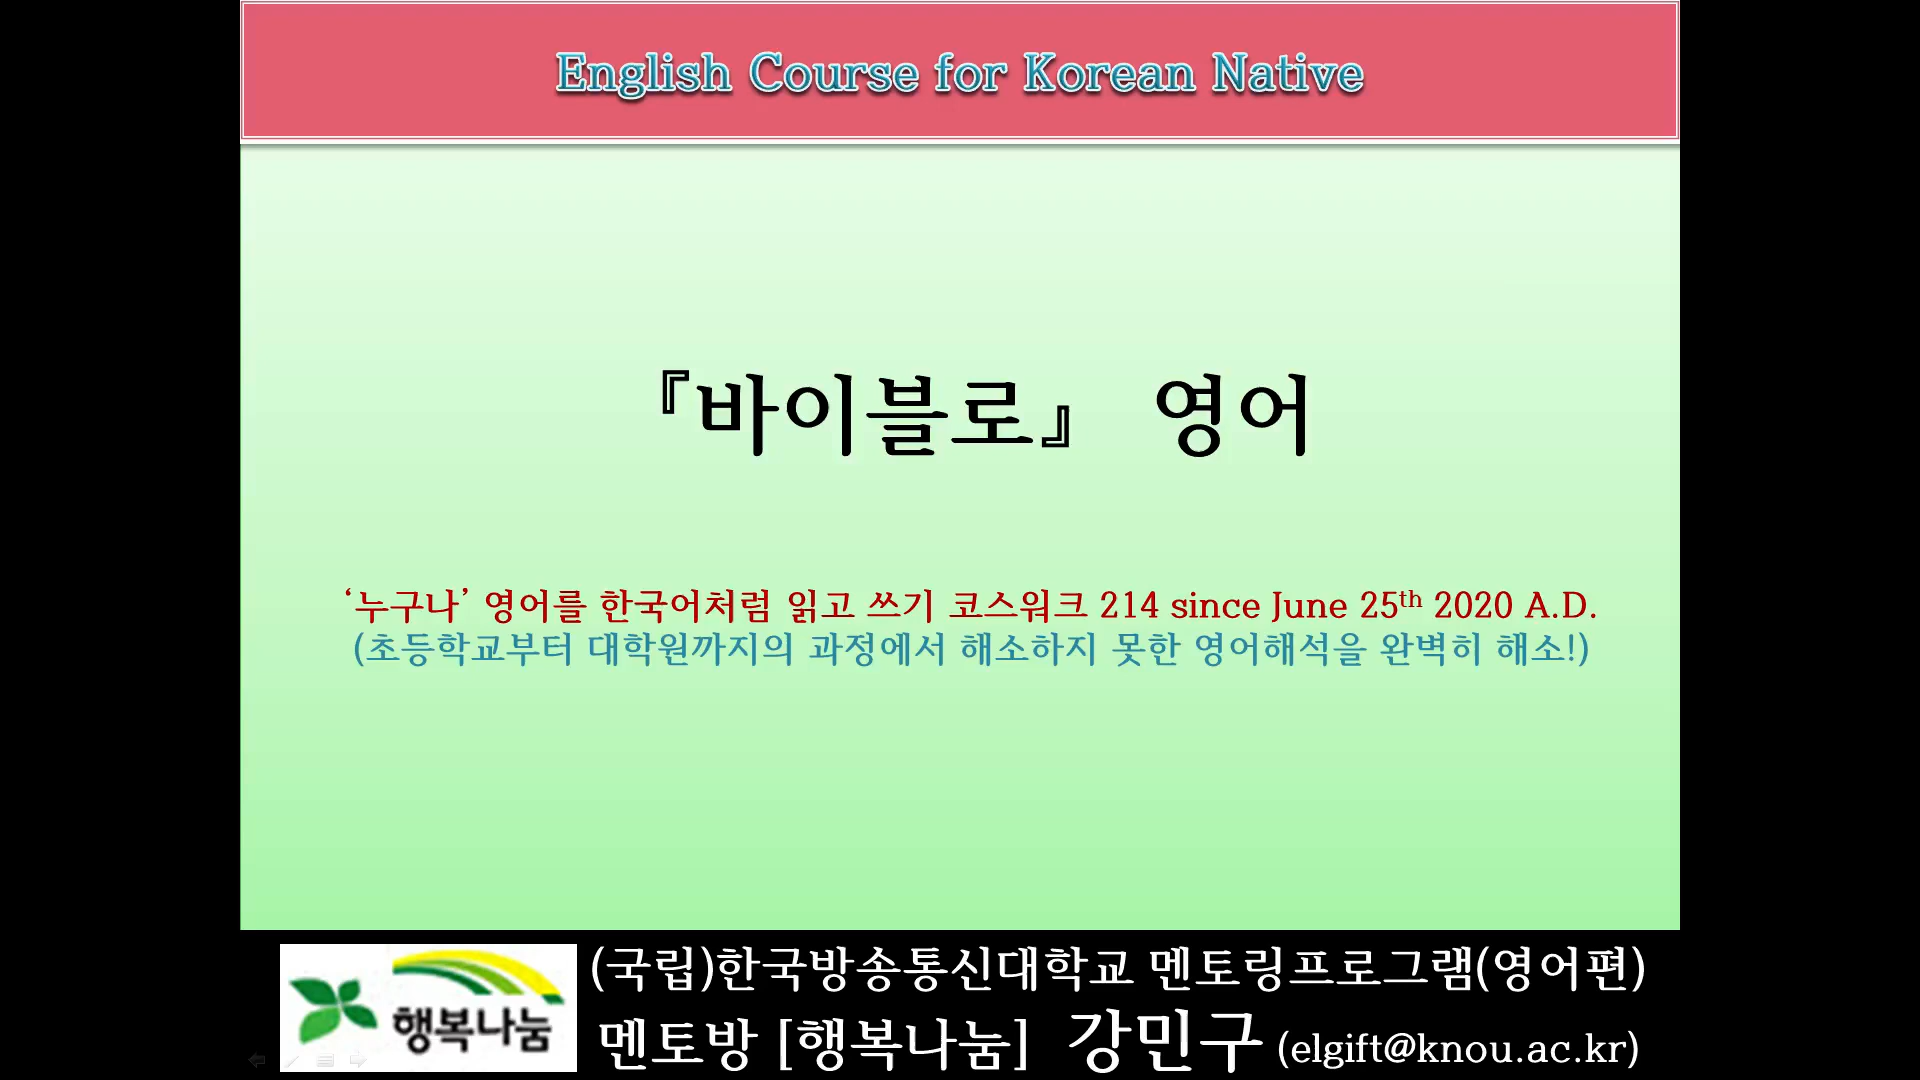 English Course for Korean Native
『바이블로』 영어
‘누구나’ 영어를 한국어처럼 읽고 쓰기 코스워크 214 since June 25th 2020 A.D.
(초등학교부터 대학원까지의 과정에서 해소하지 못한 영어해석을 완벽히 해소!)
행복나눔
(국립)한국방송통신대학교 멘토링프로그램(영어편)
멘토방 [행복나눔] 강민구 (elgift@knou.ac.kr)